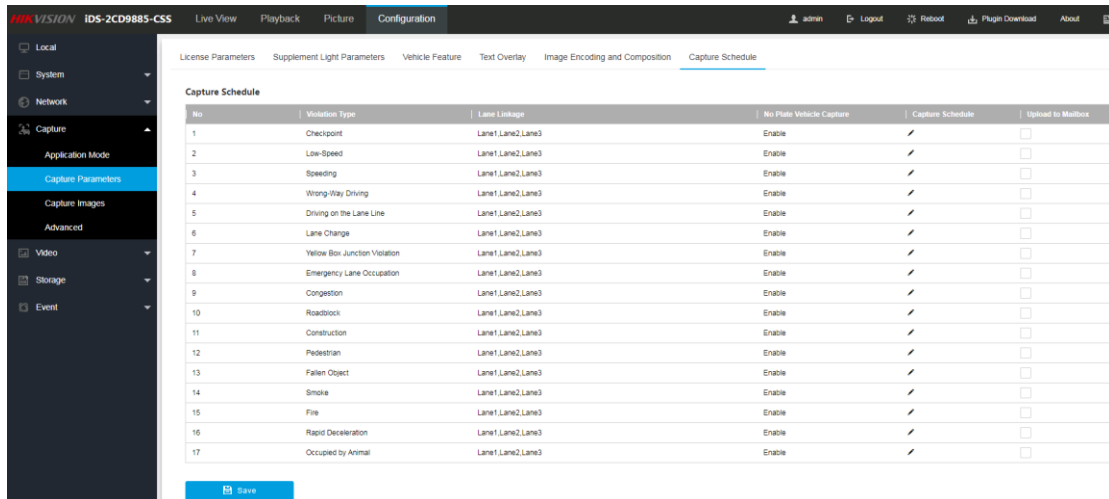 HIKVISION iDS-2CD9885-CSS Live View Playback Picture Configuration admin Logout Reboot Plugin Download About
Local
System
Network
Capture
Application Mode
Capture Parameters
Capture Images
Advanced
Video
Storage
Event
License Parameters Supplement Light Parameters Vehicle Feature Text Overlay Image Encoding and Composition Capture Schedule
Capture Schedule
No Violation Type Lane Linkage No Plate Vehicle Capture Capture Schedule Upload to Mailbox
1 Checkpoint Lane1,Lane2,Lane3 Enable
2 Low-Speed Lane1,Lane2,Lane3 Enable
3 Speeding Lane1,Lane2,Lane3 Enable
4 Wrong-Way Driving Lane1,Lane2,Lane3 Enable
5 Driving on the Lane Line Lane1,Lane2,Lane3 Enable
6 Lane Change Lane1,Lane2,Lane3 Enable
7 Yellow Box Junction Violation Lane1,Lane2,Lane3 Enable
8 Emergency Lane Occupation Lane1,Lane2,Lane3 Enable
9 Congestion Lane1,Lane2,Lane3 Enable
10 Roadblock Lane1,Lane2,Lane3 Enable
11 Construction Lane1,Lane2,Lane3 Enable
12 Pedestrian Lane1,Lane2,Lane3 Enable
13 Fallen Object Lane1,Lane2,Lane3 Enable
14 Smoke Lane1,Lane2,Lane3 Enable
15 Fire Lane1,Lane2,Lane3 Enable
16 Rapid Deceleration Lane1,Lane2,Lane3 Enable
17 Occupied by Animal Lane1,Lane2,Lane3 Enable
Save